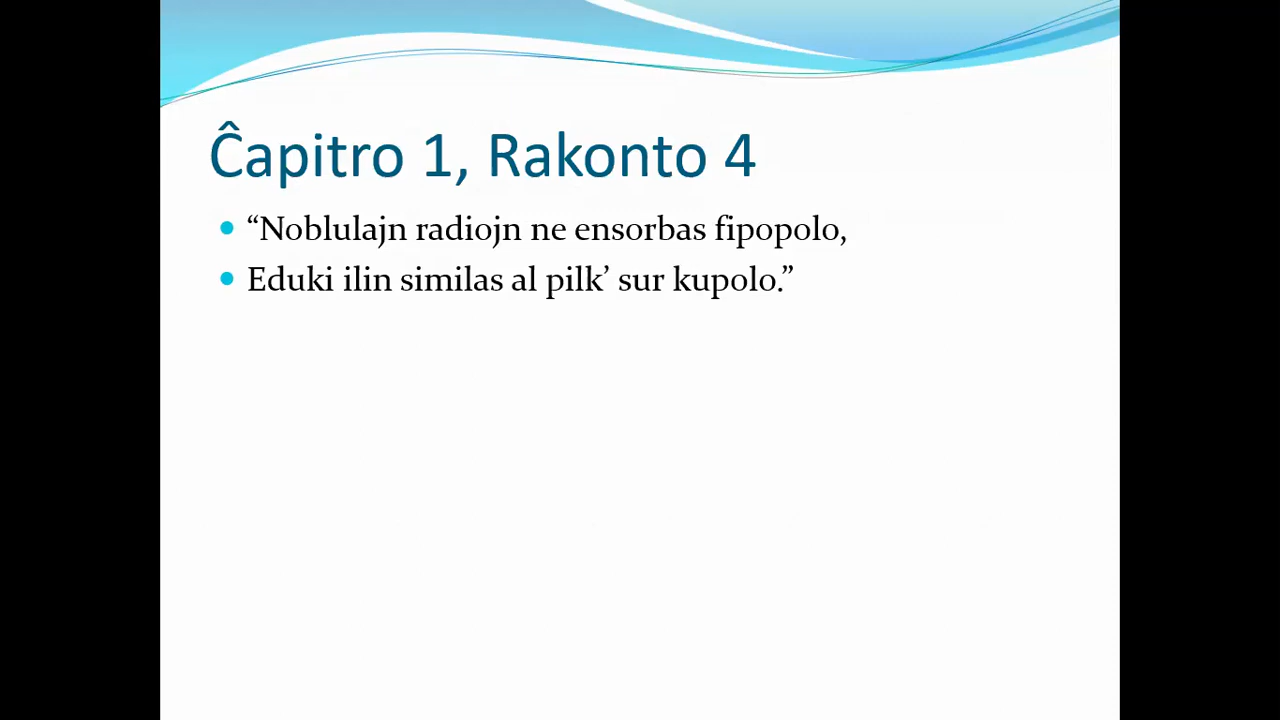 Ĉapitro 1, Rakonto 4
“Noblulajn radiojn ne ensorbas fipopolo,
Eduki ilin similas al pilk’ sur kupolo.”